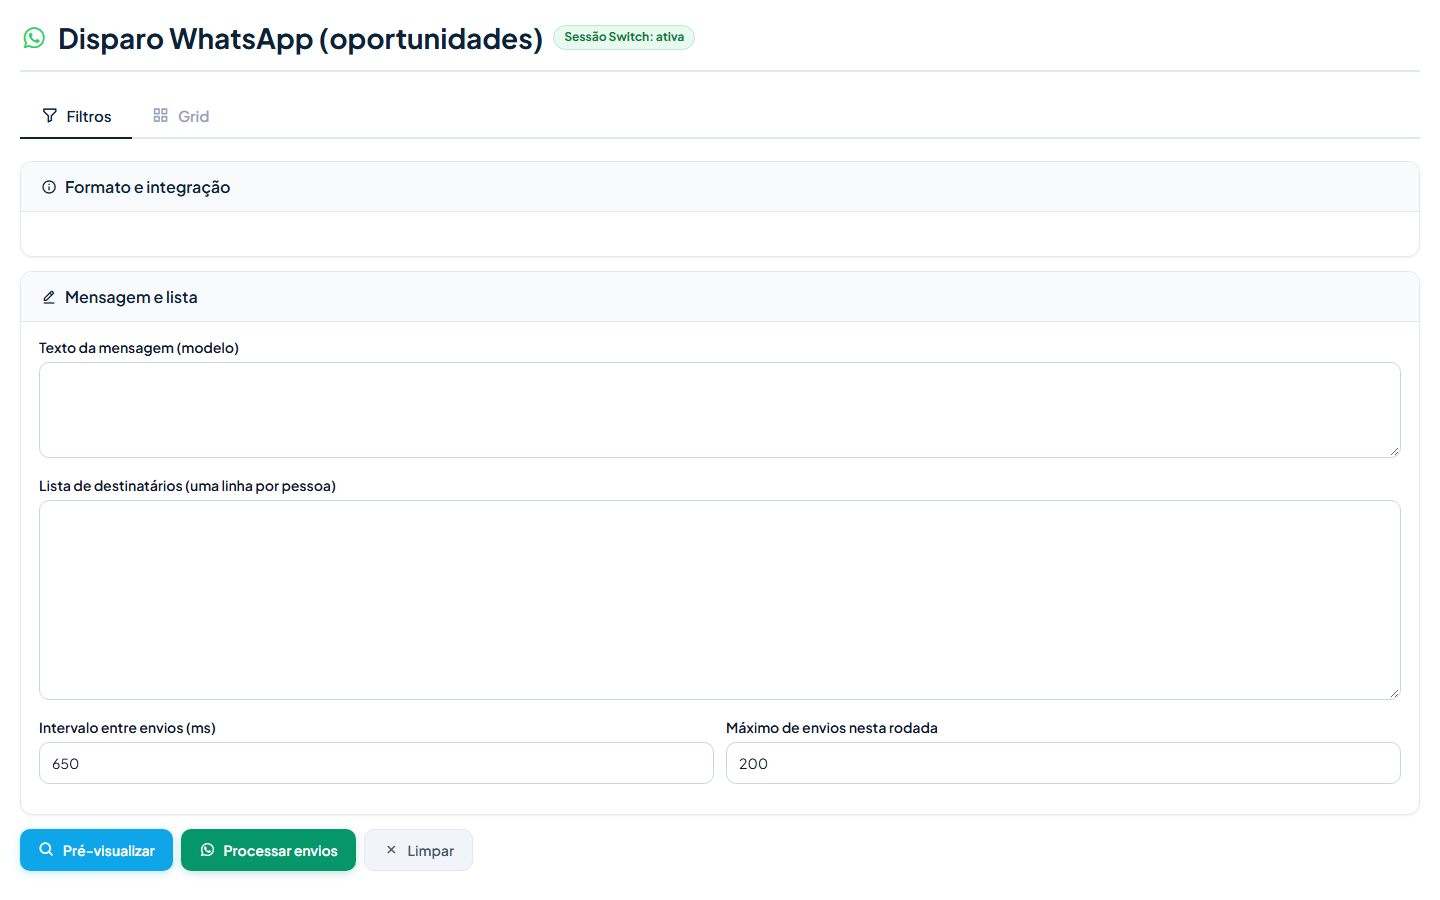 Disparo WhatsApp (oportunidades)
Sessão Switch: ativa
Filtros
Grid
Formato e integração
Mensagem e lista
Texto da mensagem (modelo)
Lista de destinatários (uma linha por pessoa)
Intervalo entre envios (ms)
Máximo de envios nesta rodada
650
200
Pré-visualizar
Processar envios
Limpar